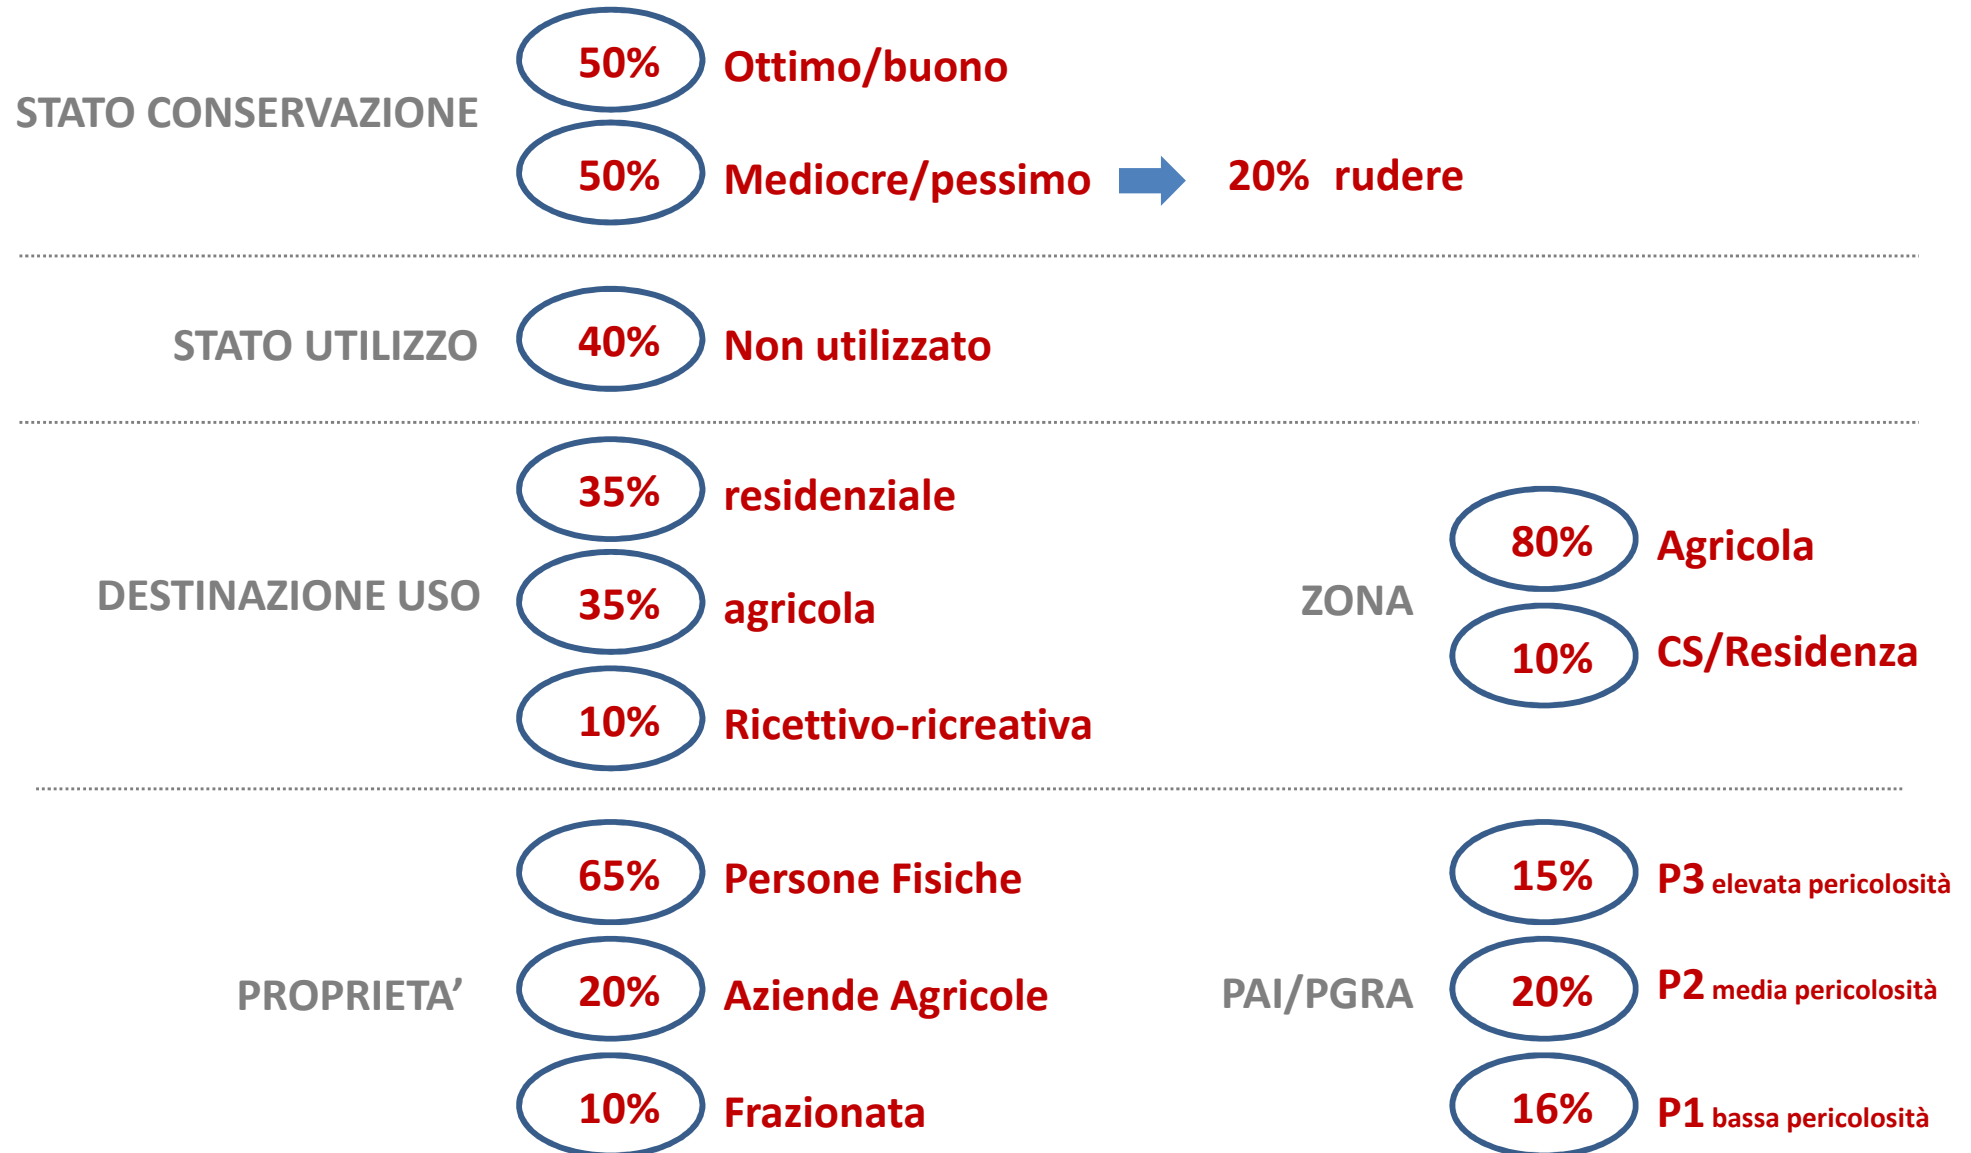 STATO CONSERVAZIONE
50% Ottimo/buono
50% Mediocre/pessimo 20% rudere
STATO UTILIZZO
40% Non utilizzato
DESTINAZIONE USO
35% residenziale
35% agricola
10% Ricettivo-ricreativa
ZONA
80% Agricola
10% CS/Residenza
PROPRIETA’
65% Persone Fisiche
20% Aziende Agricole
10% Frazionata
PAI/PGRA
15% P3 elevata pericolosità
20% P2 media pericolosità
16% P1 bassa pericolosità